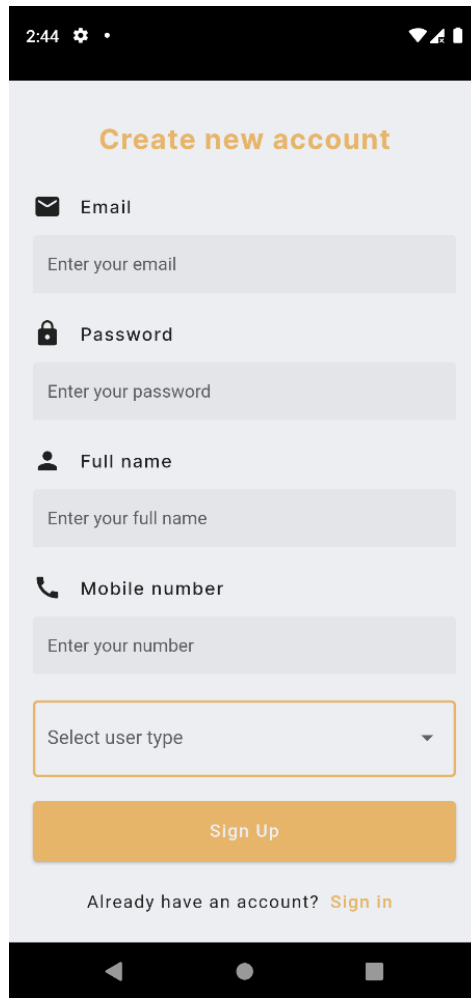 2:44
Create new account
Email
Enter your email
Password
Enter your password
Full name
Enter your full name
Mobile number
Enter your number
Select user type
Sign Up
Already have an account? Sign in